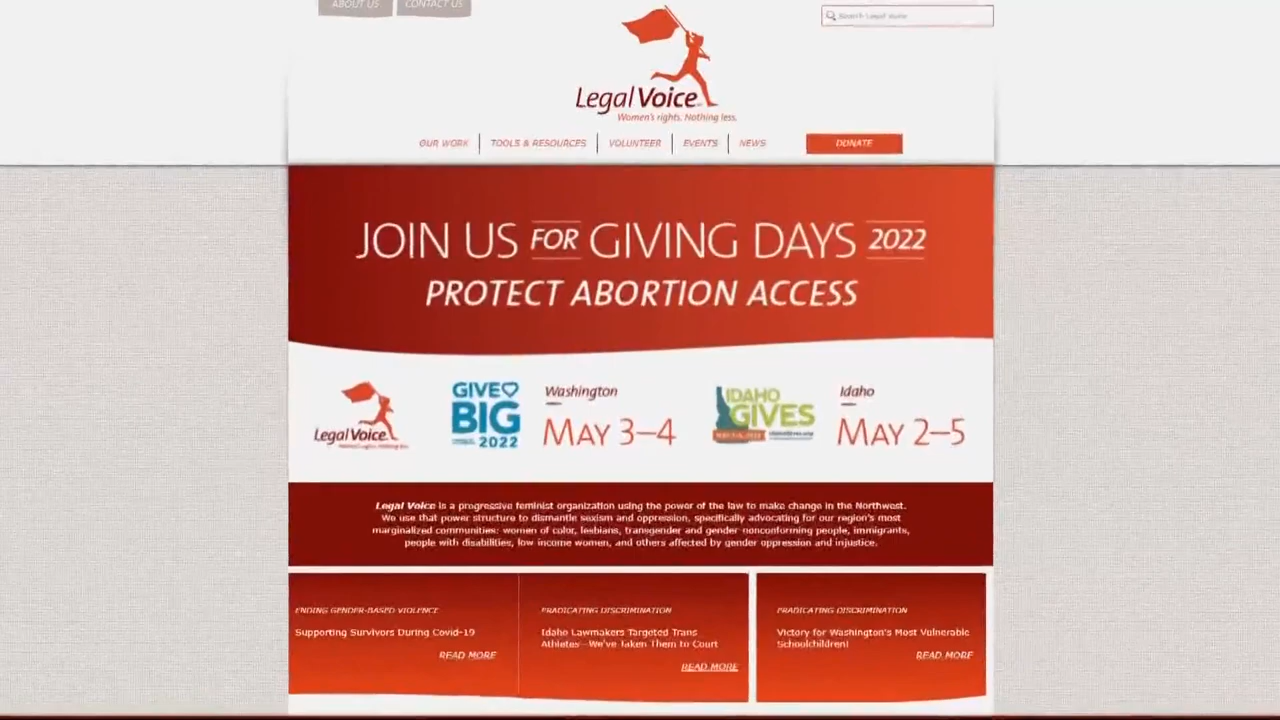 ABOUT US
CONTACT US
Search Legal Voice
Legal Voice
Women's rights. Nothing less.
OUR WORK
TOOLS & RESOURCES
VOLUNTEER
EVENTS
NEWS
DONATE
JOIN US FOR GIVING DAYS 2022
PROTECT ABORTION ACCESS
Legal Voice
GIVE
BIG
2022
Washington
MAY 3–4
IDAHO
GIVES
Idaho
MAY 2–5
Legal Voice is a progressive feminist organization using the power of the law to make change in the Northwest.
We use that power structure to dismantle sexism and oppression, specifically advocating for our region's most
marginalized communities: women of color, lesbians, transgender and gender nonconforming people, immigrants,
people with disabilities, low income women, and others affected by gender oppression and injustice.
ENDING GENDER-BASED VIOLENCE
Supporting Survivors During Covid-19
READ MORE
ERADICATING DISCRIMINATION
Idaho Lawmakers Targeted Trans
Athletes—We've Taken Them to Court
READ MORE
ERADICATING DISCRIMINATION
Victory for Washington's Most Vulnerable
Schoolchildren!
READ MORE